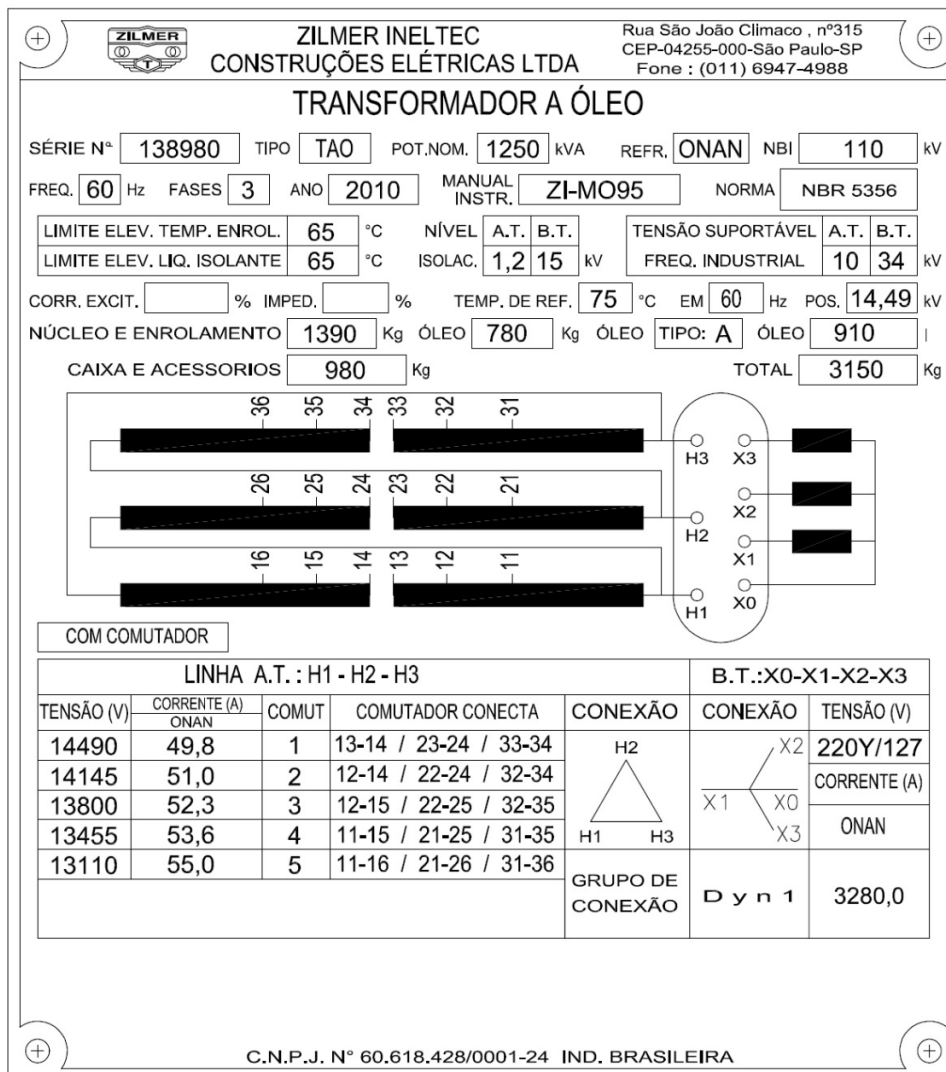 ZILMER
ZILMER INELTEC
CONSTRUÇÕES ELÉTRICAS LTDA
Rua São João Climaco , nº315
CEP-04255-000-São Paulo-SP
Fone : (011) 6947-4988
TRANSFORMADOR A ÓLEO
SÉRIE Nº 138980 TIPO TAO POT.NOM. 1250 kVA REFR. ONAN NBI 110 kV
FREQ. 60 Hz FASES 3 ANO 2010 MANUAL INSTR. ZI-MO95 NORMA NBR 5356
LIMITE ELEV. TEMP. ENROL. 65 °C NÍVEL A.T. B.T. TENSÃO SUPORTÁVEL A.T. B.T.
LIMITE ELEV. LIQ. ISOLANTE 65 °C ISOLAC. 1,2 15 kV FREQ. INDUSTRIAL 10 34 kV
CORR. EXCIT. % IMPED. % TEMP. DE REF. 75 °C EM 60 Hz POS. 14,49 kV
NÚCLEO E ENROLAMENTO 1390 Kg ÓLEO 780 Kg ÓLEO TIPO: A ÓLEO 910 l
CAIXA E ACESSORIOS 980 Kg TOTAL 3150 Kg
36 35 34 33 32 31
H3 X3
26 25 24 23 22 21
X2
H2
X1
16 15 14 13 12 11
H1 X0
COM COMUTADOR
LINHA A.T. : H1 - H2 - H3 B.T.:X0-X1-X2-X3
TENSÃO (V) CORRENTE (A) ONAN COMUT COMUTADOR CONECTA CONEXÃO CONEXÃO TENSÃO (V)
14490 49,8 1 13-14 / 23-24 / 33-34 H2 X2 220Y/127
14145 51,0 2 12-14 / 22-24 / 32-34 CORRENTE (A)
13800 52,3 3 12-15 / 22-25 / 32-35 X1 X0
13455 53,6 4 11-15 / 21-25 / 31-35 H1 H3 X3 ONAN
13110 55,0 5 11-16 / 21-26 / 31-36
GRUPO DE CONEXÃO D y n 1 3280,0
C.N.P.J. N° 60.618.428/0001-24 IND. BRASILEIRA